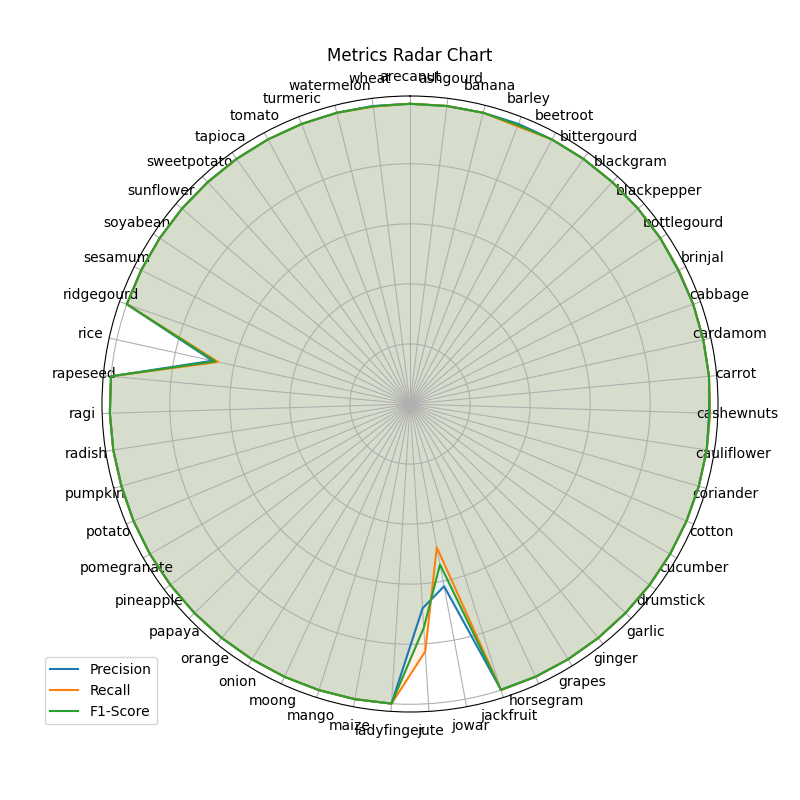 Metrics Radar Chart
arecanut
ashgourd
banana
barley
beetroot
bittergourd
blackgram
blackpepper
bottlegourd
brinjal
cabbage
cardamom
carrot
cashewnuts
cauliflower
coriander
cotton
cucumber
drumstick
garlic
ginger
grapes
horsegram
jackfruit
jowar
jute
ladyfinger
maize
mango
moong
onion
orange
papaya
pineapple
pomegranate
potato
pumpkin
radish
ragi
rapeseed
rice
ridgegourd
sesamum
soyabean
sunflower
sweetpotato
tapioca
tomato
turmeric
watermelon
wheat
Precision
Recall
F1-Score